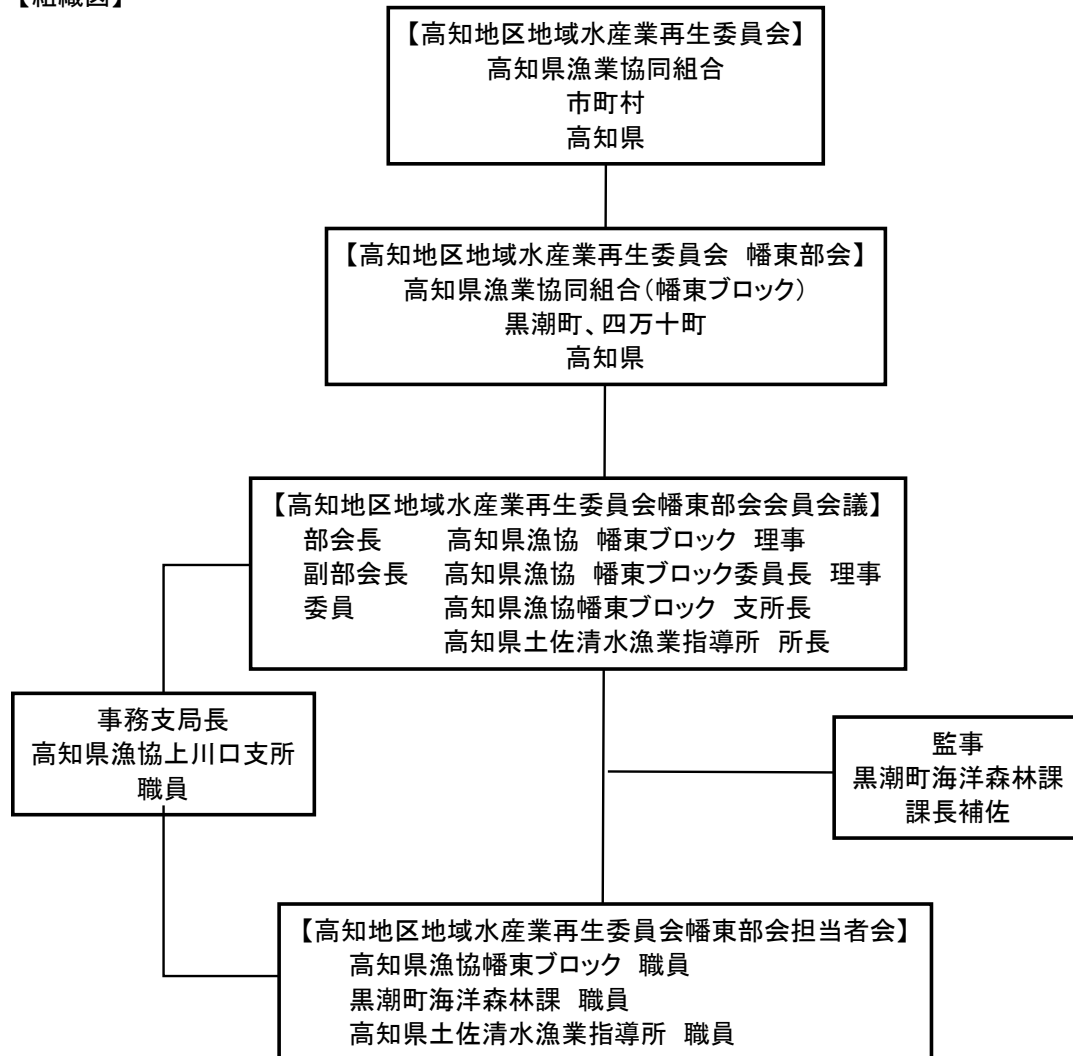 【組織図】
【高知地区地域水産業再生委員会】
高知県漁業協同組合
市町村
高知県
【高知地区地域水産業再生委員会　幡東部会】
高知県漁業協同組合(幡東ブロック)
黒潮町、四万十町
高知県
【高知地区地域水産業再生委員会幡東部会会員会議】
部会長　高知県漁協　幡東ブロック　理事
副部会長　高知県漁協　幡東ブロック委員長　理事
委員　高知県漁協幡東ブロック　支所長
高知県土佐清水漁業指導所　所長
事務支局長
高知県漁協上川口支所
職員
監事
黒潮町海洋森林課
課長補佐
【高知地区地域水産業再生委員会幡東部会担当者会】
高知県漁協幡東ブロック　職員
黒潮町海洋森林課　職員
高知県土佐清水漁業指導所　職員